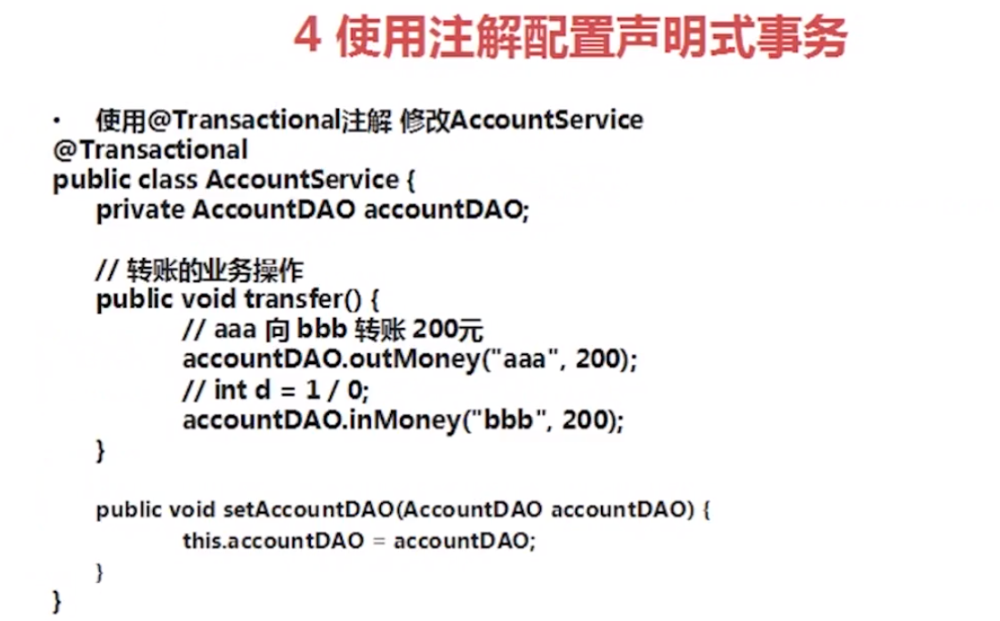 4 使用注解配置声明式事务
• 使用@Transactional注解 修改AccountService
@Transactional
public class AccountService {
private AccountDAO accountDAO;
// 转账的业务操作
public void transfer() {
// aaa 向 bbb 转账 200元
accountDAO.outMoney("aaa", 200);
// int d = 1 / 0;
accountDAO.inMoney("bbb", 200);
}
public void setAccountDAO(AccountDAO accountDAO) {
this.accountDAO = accountDAO;
}
}